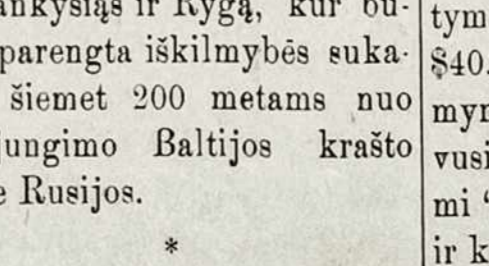 ankysiąs ir Rygą, kur bu-
parengta iškilmybės suka-
šiemet 200 metams nuo
jungimo Baltijos krašto
e Rusijos.
*
tym
$40.
myr
vusi
mi “
ir k